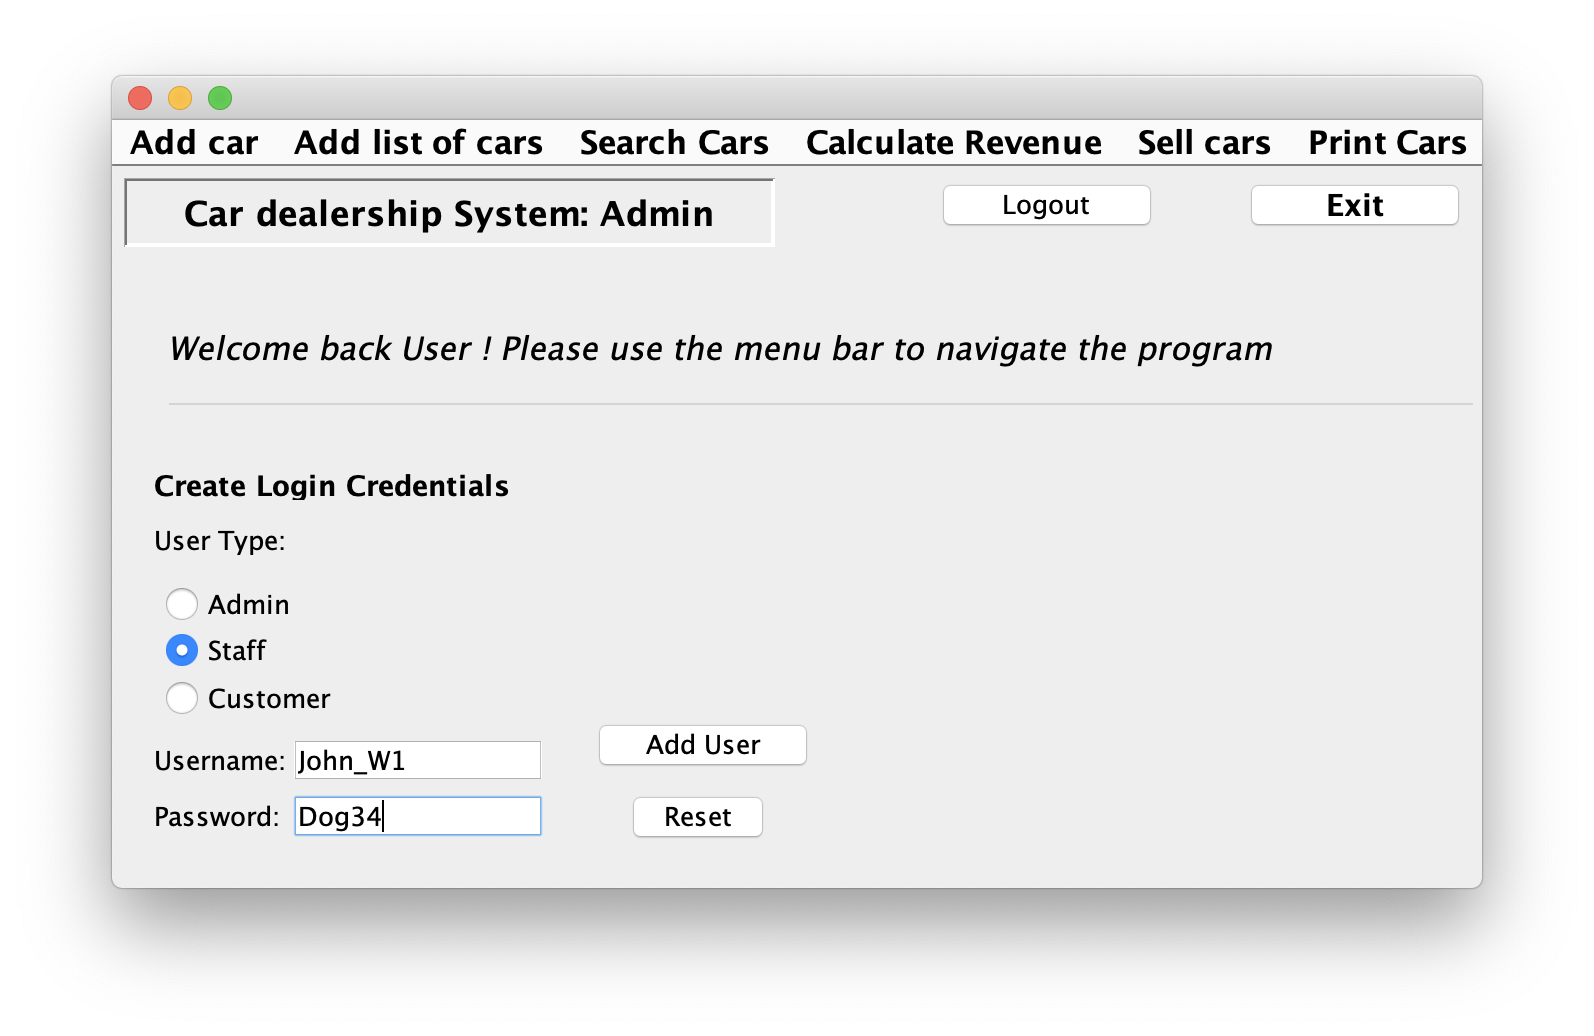 Add car Add list of cars Search Cars Calculate Revenue Sell cars Print Cars
Car dealership System: Admin
Logout
Exit
Welcome back User ! Please use the menu bar to navigate the program
Create Login Credentials
User Type:
Admin
Staff
Customer
Username: John_W1
Add User
Password: Dog34
Reset